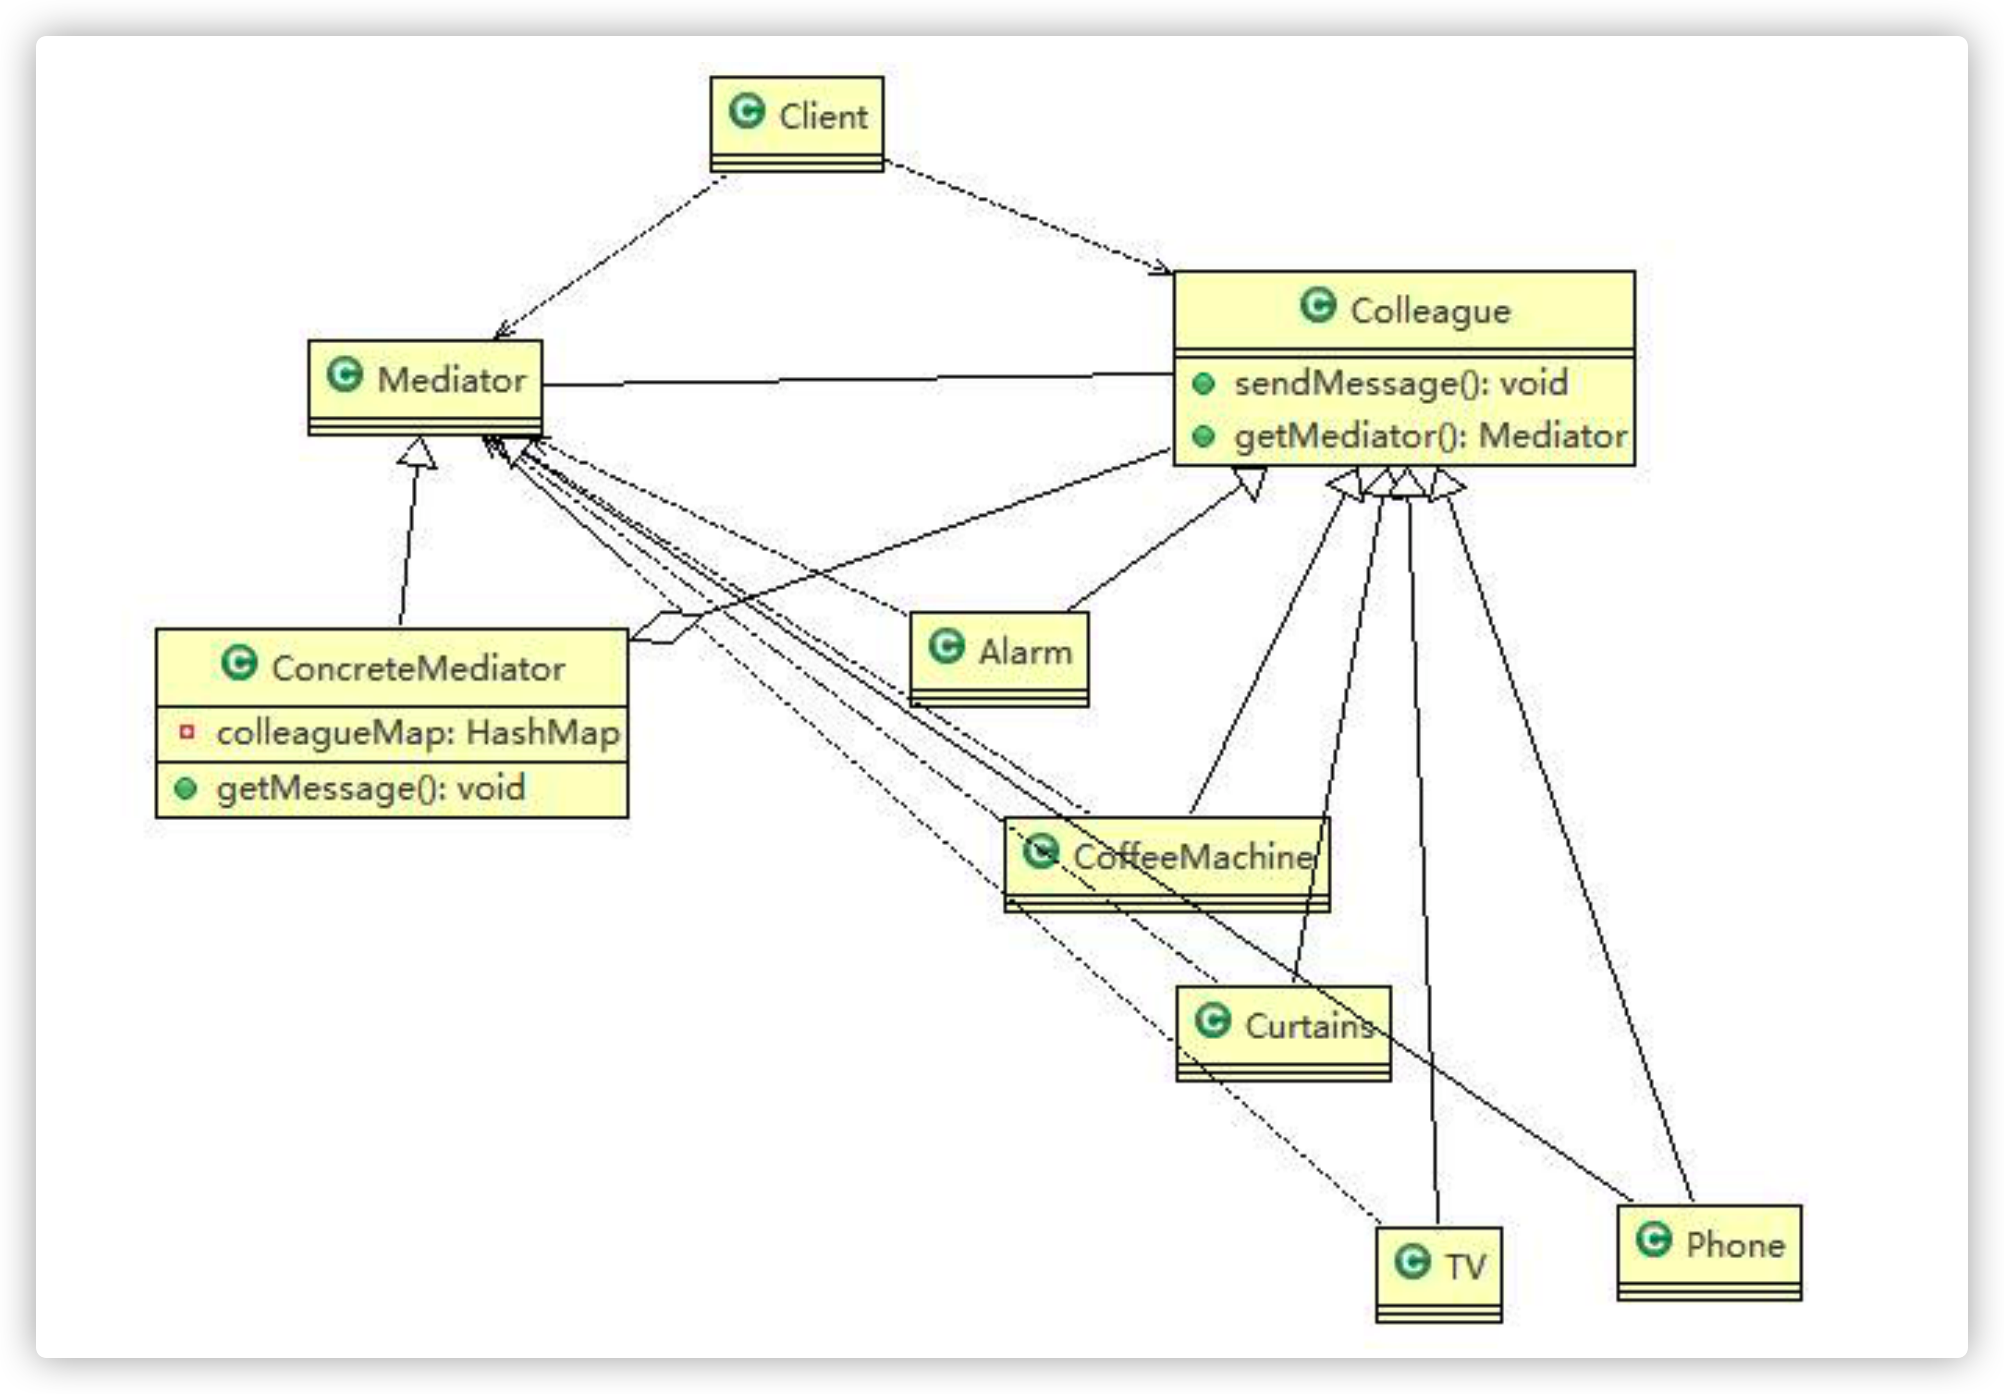 Client
Colleague
sendMessage(): void
getMediator(): Mediator
Mediator
ConcreteMediator
colleagueMap: HashMap
getMessage(): void
Alarm
CoffeeMachine
Curtains
TV
Phone